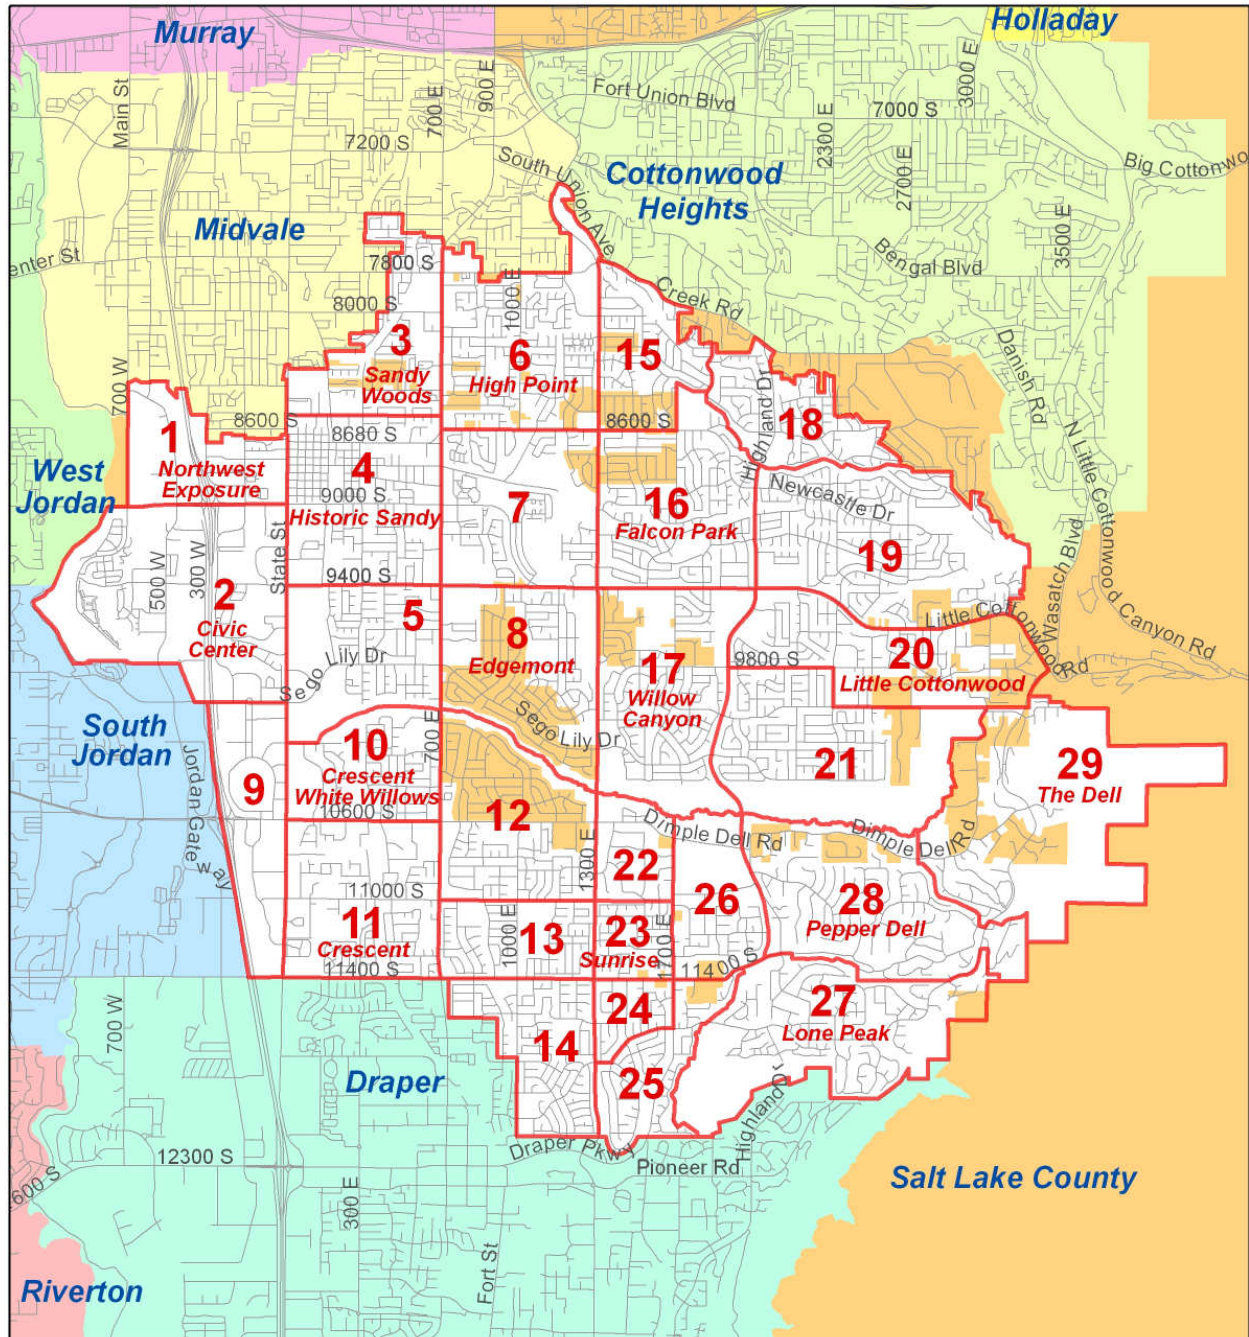 Murray
Holladay
Main St
700 E
900 E
3000 E
Fort Union Blvd
7000 S
2300 E
7200 S
South Union Ave
Big Cottonwo
Cottonwood
Heights
2700 E
Midvale
3500 E
enter St
7800 S
Bengal Blvd
8000 S
1000 E
Creek Rd
3
Sandy
Woods
6
High Point
15
Danish Rd
700 W
Highland Dr
18
1
Northwest
Exposure
8600 S
8680 S
8600 S
N Little Cottonwood Canyon Rd
West
Jordan
4
9000 S
Historic Sandy
7
16
Falcon Park
Newcastle Dr
19
State St
500 W
300 W
9400 S
Wasatch Blvd
2
Civic
Center
5
8
Edgemont
Little Cottonwood Rd
Sego Lily Dr
17
Willow
Canyon
9800 S
20
Little Cottonwood
South
Jordan
Sego Lily Dr
700 E
10
Crescent
White Willows
21
29
The Dell
Jordan Gateway
9
10600 S
12
Dimple Dell Rd
Dimple Dell Rd
1300 E
22
11000 S
26
28
Pepper Dell
11
Crescent
1000 E
13
23
Sunrise
1700 E
11400 S
11400 S
700 W
24
27
Lone Peak
14
Draper
25
Highland Dr
Draper Pkwy
12300 S
Pioneer Rd
Salt Lake County
600 S
300 E
Fort St
Riverton